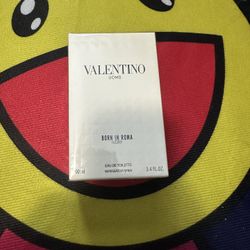 VALENTINO
UOMO
BORN IN ROMA
EAU DE TOILETTE
100 ml
3.4 FL.OZ.